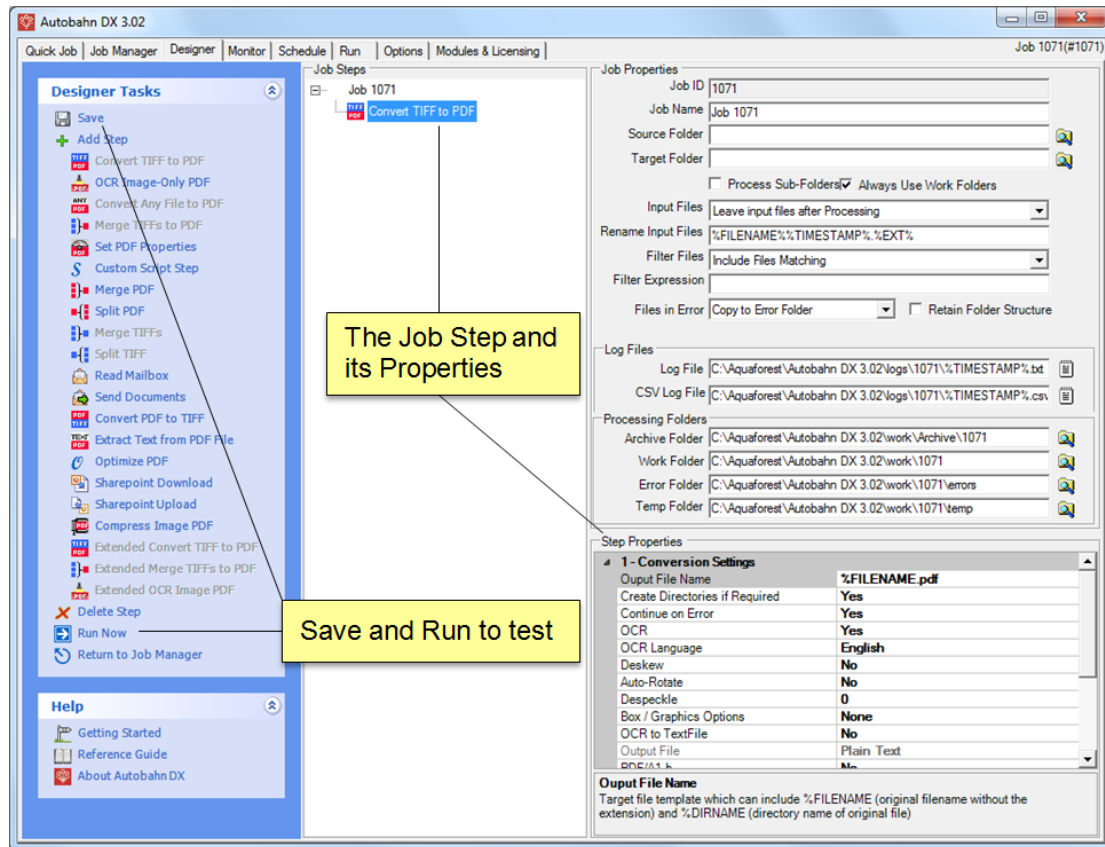 Autobahn DX 3.02
Quick Job Job Manager Designer Monitor Schedule Run Options Modules & Licensing Job 1071(#1071)
Designer Tasks
Save
Add Step
Convert TIFF to PDF
OCR Image-Only PDF
Convert Any File to PDF
Merge TIFFs to PDF
Set PDF Properties
Custom Script Step
Merge PDF
Split PDF
Merge TIFFs
Split TIFF
Read Mailbox
Send Documents
Convert PDF to TIFF
Extract Text from PDF File
Optimize PDF
Sharepoint Download
Sharepoint Upload
Compress Image PDF
Extended Convert TIFF to PDF
Extended Merge TIFFs to PDF
Extended OCR Image PDF
Delete Step
Run Now
Return to Job Manager
Help
Getting Started
Reference Guide
About Autobahn DX
Job Steps
Job 1071
Convert TIFF to PDF
The Job Step and
its Properties
Save and Run to test
Job Properties
Job ID 1071
Job Name Job 1071
Source Folder
Target Folder
Process Sub-Folders Always Use Work Folders
Input Files Leave input files after Processing
Rename Input Files %FILENAME%%TIMESTAMP%.%EXT%
Filter Files Include Files Matching
Filter Expression
Files in Error Copy to Error Folder Retain Folder Structure
Log Files
Log File C:\Aquaforest\Autobahn DX 3.02\logs\1071\%TIMESTAMP%.txt
CSV Log File C:\Aquaforest\Autobahn DX 3.02\logs\1071\%TIMESTAMP%.csv
Processing Folders
Archive Folder C:\Aquaforest\Autobahn DX 3.02\work\Archive\1071
Work Folder C:\Aquaforest\Autobahn DX 3.02\work\1071
Error Folder C:\Aquaforest\Autobahn DX 3.02\work\1071\errors
Temp Folder C:\Aquaforest\Autobahn DX 3.02\work\1071\temp
Step Properties
1 - Conversion Settings
Ouput File Name %FILENAME.pdf
Create Directories if Required Yes
Continue on Error Yes
OCR Yes
OCR Language English
Deskew No
Auto-Rotate No
Despeckle 0
Box / Graphics Options None
OCR to TextFile No
Output File Plain Text
PDF/A1-b No
Ouput File Name
Target file template which can include %FILENAME (original filename without the
extension) and %DIRNAME (directory name of original file)